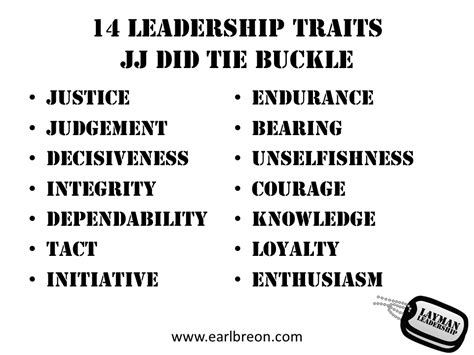 14 LEADERSHIP TRAITS
JJ DID TIE BUCKLE
• JUSTICE
• JUDGEMENT
• DECISIVENESS
• INTEGRITY
• DEPENDABILITY
• TACT
• INITIATIVE
• ENDURANCE
• BEARING
• UNSELFISHNESS
• COURAGE
• KNOWLEDGE
• LOYALTY
• ENTHUSIASM
LAYMAN
LEADERSHIP
www.earlbreon.com